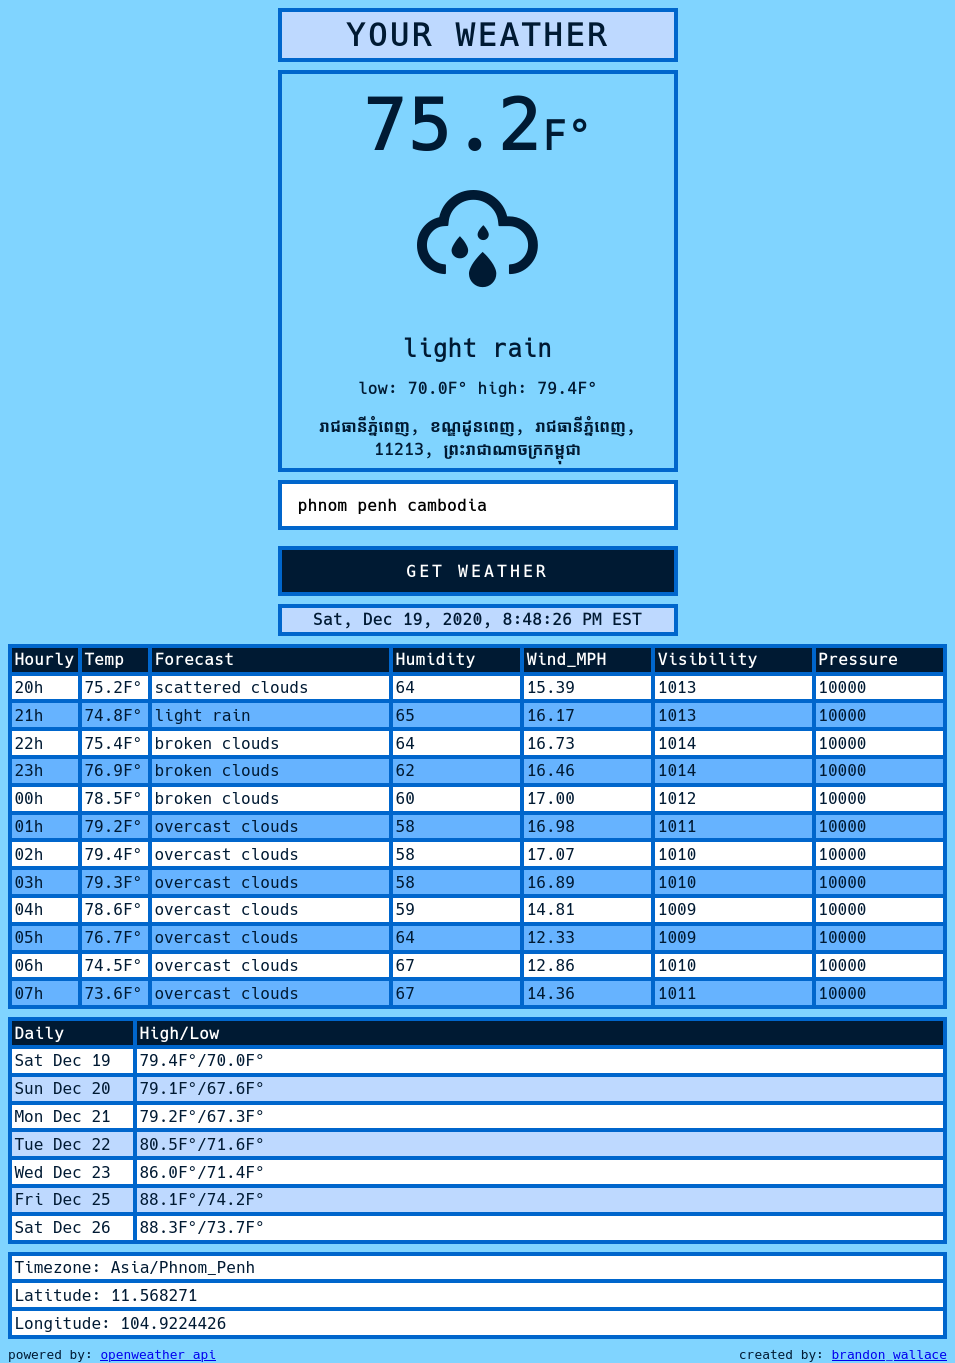 YOUR WEATHER
75.2F°
light rain
low: 70.0F° high: 79.4F°
រាជធានីភ្នំពេញ, ខណ្ឌដូនពេញ, រាជធានីភ្នំពេញ,
11213, ព្រះរាជាណាចក្រកម្ពុជា
phnom penh cambodia
GET WEATHER
Sat, Dec 19, 2020, 8:48:26 PM EST
Hourly Temp Forecast Humidity Wind_MPH Visibility Pressure
20h 75.2F° scattered clouds 64 15.39 1013 10000
21h 74.8F° light rain 65 16.17 1013 10000
22h 75.4F° broken clouds 64 16.73 1014 10000
23h 76.9F° broken clouds 62 16.46 1014 10000
00h 78.5F° broken clouds 60 17.00 1012 10000
01h 79.2F° overcast clouds 58 16.98 1011 10000
02h 79.4F° overcast clouds 58 17.07 1010 10000
03h 79.3F° overcast clouds 58 16.89 1010 10000
04h 78.6F° overcast clouds 59 14.81 1009 10000
05h 76.7F° overcast clouds 64 12.33 1009 10000
06h 74.5F° overcast clouds 67 12.86 1010 10000
07h 73.6F° overcast clouds 67 14.36 1011 10000
Daily High/Low
Sat Dec 19 79.4F°/70.0F°
Sun Dec 20 79.1F°/67.6F°
Mon Dec 21 79.2F°/67.3F°
Tue Dec 22 80.5F°/71.6F°
Wed Dec 23 86.0F°/71.4F°
Fri Dec 25 88.1F°/74.2F°
Sat Dec 26 88.3F°/73.7F°
Timezone: Asia/Phnom_Penh
Latitude: 11.568271
Longitude: 104.9224426
powered by: openweather api created by: brandon_wallace